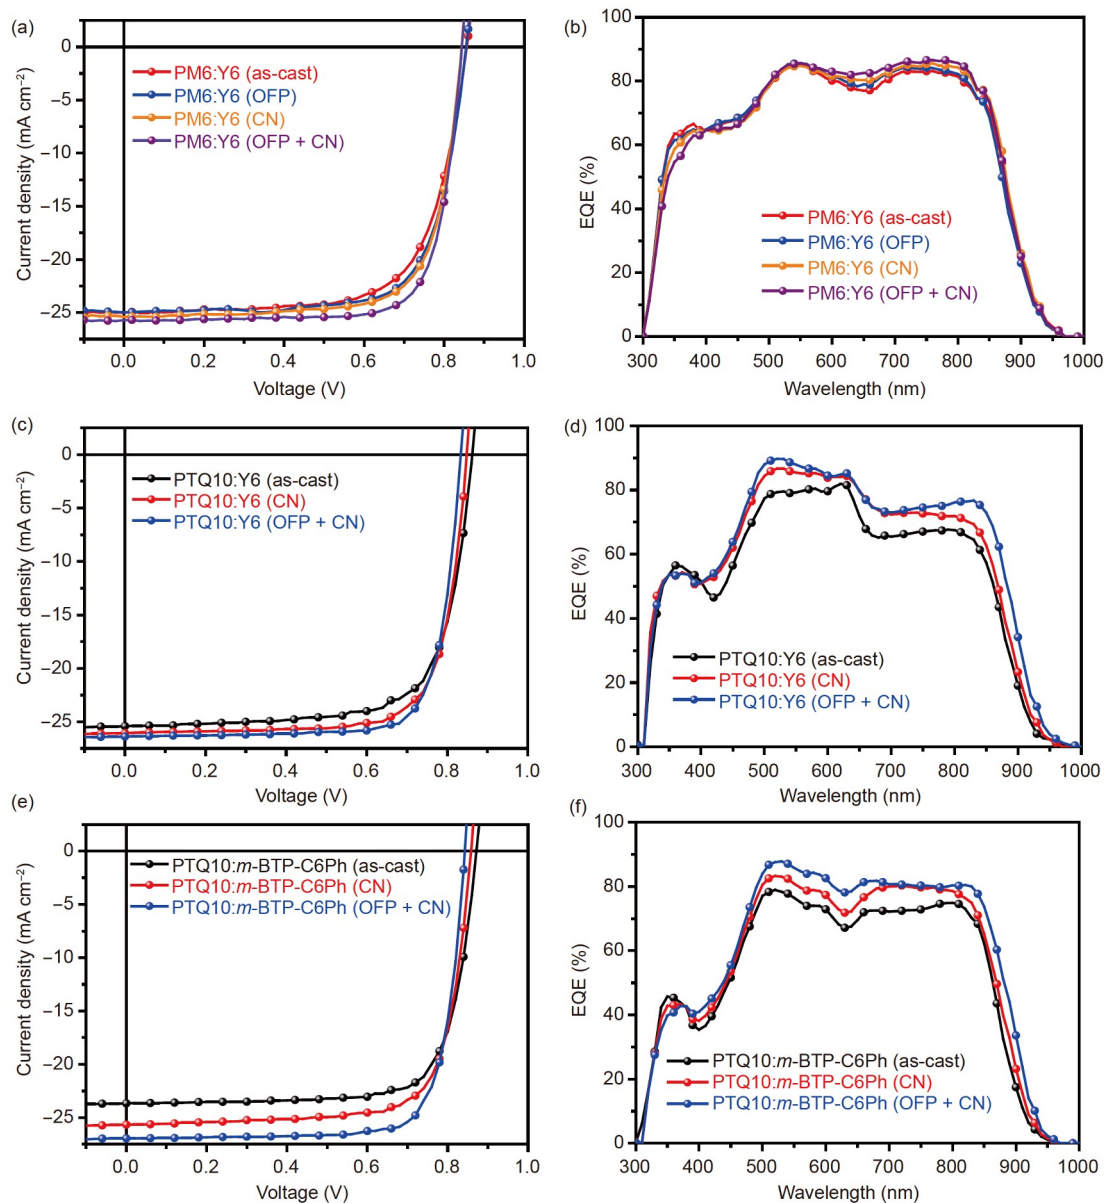 (a)
0
−5
−10
−15
−20
−25
Current density (mA cm⁻²)
PM6:Y6 (as-cast)
PM6:Y6 (OFP)
PM6:Y6 (CN)
PM6:Y6 (OFP + CN)
0.0 0.2 0.4 0.6 0.8 1.0
Voltage (V)
(b)
100
80
60
40
20
0
EQE (%)
PM6:Y6 (as-cast)
PM6:Y6 (OFP)
PM6:Y6 (CN)
PM6:Y6 (OFP + CN)
300 400 500 600 700 800 900 1000
Wavelength (nm)
(c)
0
−5
−10
−15
−20
−25
Current density (mA cm⁻²)
PTQ10:Y6 (as-cast)
PTQ10:Y6 (CN)
PTQ10:Y6 (OFP + CN)
0.0 0.2 0.4 0.6 0.8 1.0
Voltage (V)
(d)
100
80
60
40
20
0
EQE (%)
PTQ10:Y6 (as-cast)
PTQ10:Y6 (CN)
PTQ10:Y6 (OFP + CN)
300 400 500 600 700 800 900 1000
Wavelength (nm)
(e)
0
−5
−10
−15
−20
−25
Current density (mA cm⁻²)
PTQ10:m-BTP-C6Ph (as-cast)
PTQ10:m-BTP-C6Ph (CN)
PTQ10:m-BTP-C6Ph (OFP + CN)
0.0 0.2 0.4 0.6 0.8 1.0
Voltage (V)
(f)
100
80
60
40
20
0
EQE (%)
PTQ10:m-BTP-C6Ph (as-cast)
PTQ10:m-BTP-C6Ph (CN)
PTQ10:m-BTP-C6Ph (OFP + CN)
300 400 500 600 700 800 900 1000
Wavelength (nm)